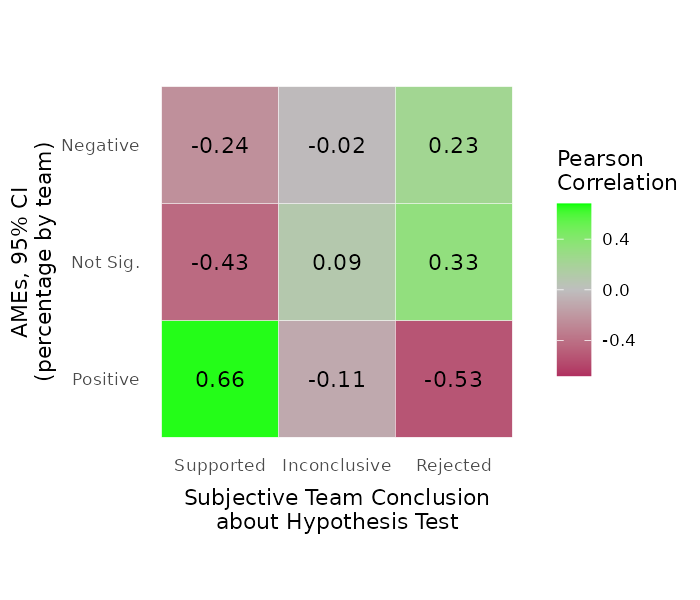 AMEs, 95% CI
(percentage by team)
Negative
-0.24
-0.02
0.23
Not Sig.
-0.43
0.09
0.33
Positive
0.66
-0.11
-0.53
Supported
Inconclusive
Rejected
Subjective Team Conclusion
about Hypothesis Test
Pearson
Correlation
0.4
0.0
-0.4